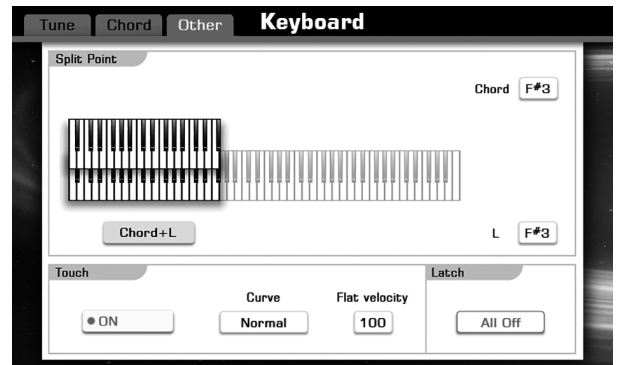 Tune Chord Other Keyboard
Split Point
Chord F#3
Chord+L
L F#3
Touch Latch
Curve Flat velocity
ON Normal 100 All Off